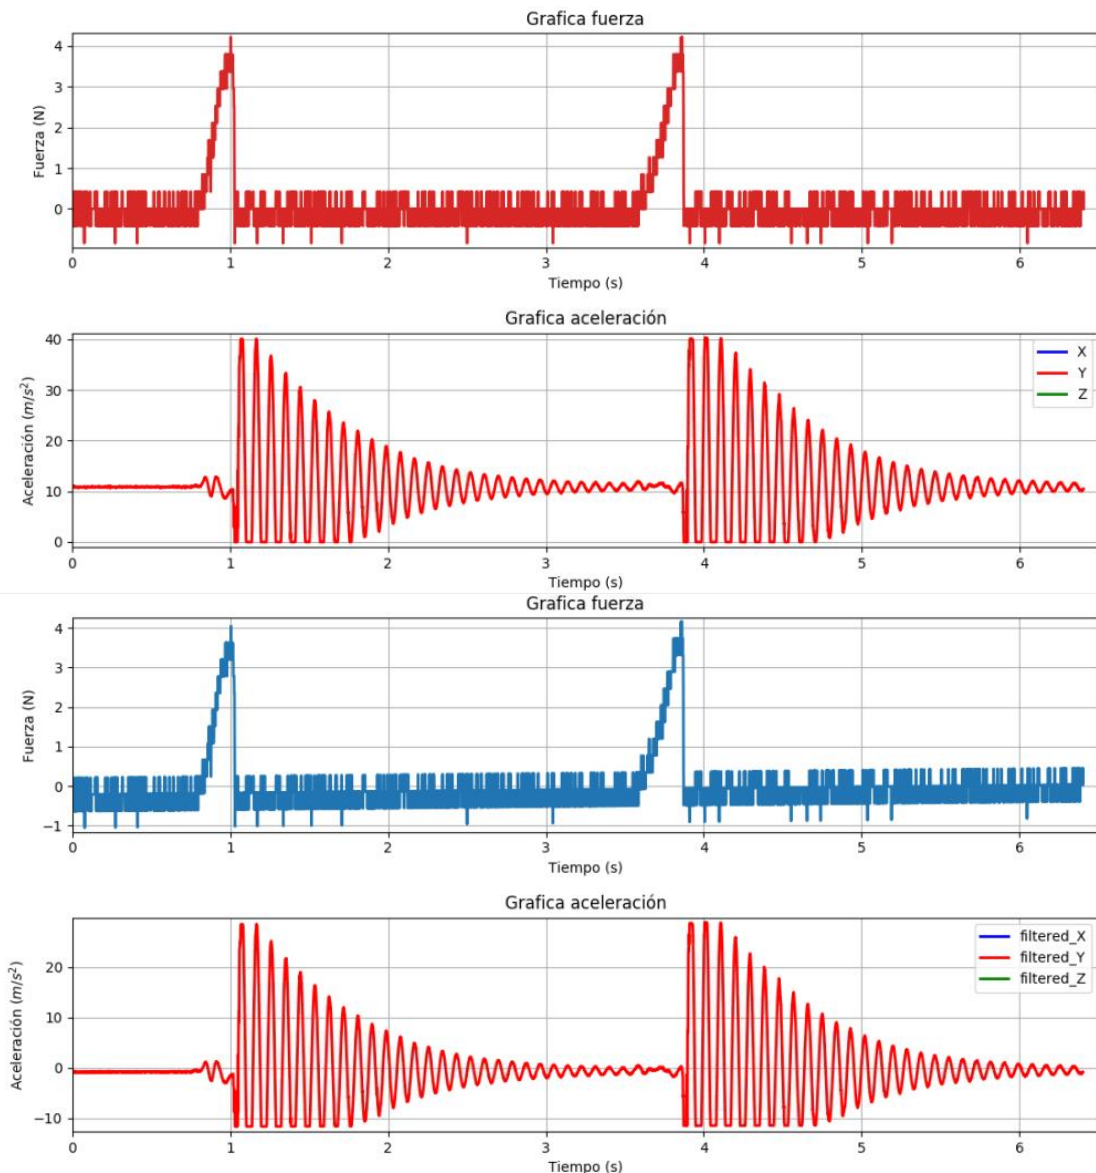 Grafica fuerza
4
3
2
1
0
Fuerza (N)
0 1 2 3 4 5 6
Tiempo (s)
Grafica aceleración
40
30
20
10
0
Aceleración (m/s²)
X
Y
Z
0 1 2 3 4 5 6
Tiempo (s)
Grafica fuerza
4
3
2
1
0
−1
Fuerza (N)
0 1 2 3 4 5 6
Tiempo (s)
Grafica aceleración
20
10
0
−10
Aceleración (m/s²)
filtered_X
filtered_Y
filtered_Z
0 1 2 3 4 5 6
Tiempo (s)